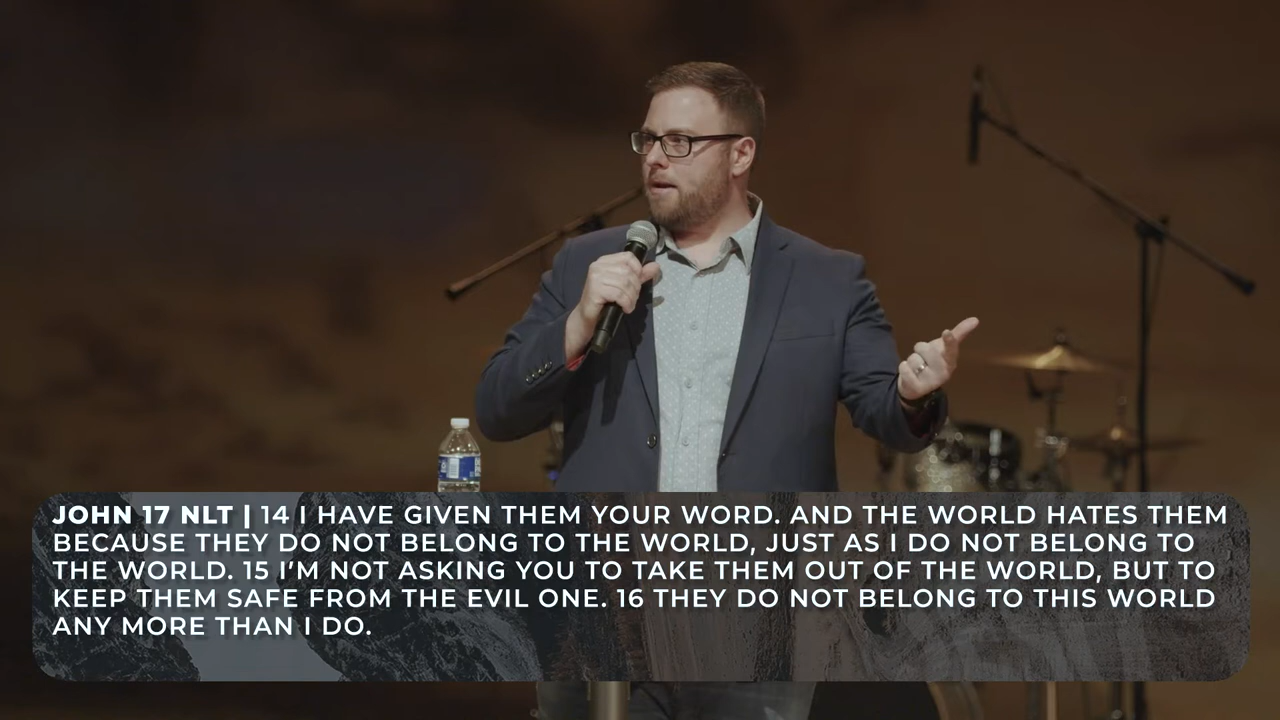 JOHN 17 NLT | 14 I HAVE GIVEN THEM YOUR WORD. AND THE WORLD HATES THEM
BECAUSE THEY DO NOT BELONG TO THE WORLD, JUST AS I DO NOT BELONG TO
THE WORLD. 15 I’M NOT ASKING YOU TO TAKE THEM OUT OF THE WORLD, BUT TO
KEEP THEM SAFE FROM THE EVIL ONE. 16 THEY DO NOT BELONG TO THIS WORLD
ANY MORE THAN I DO.